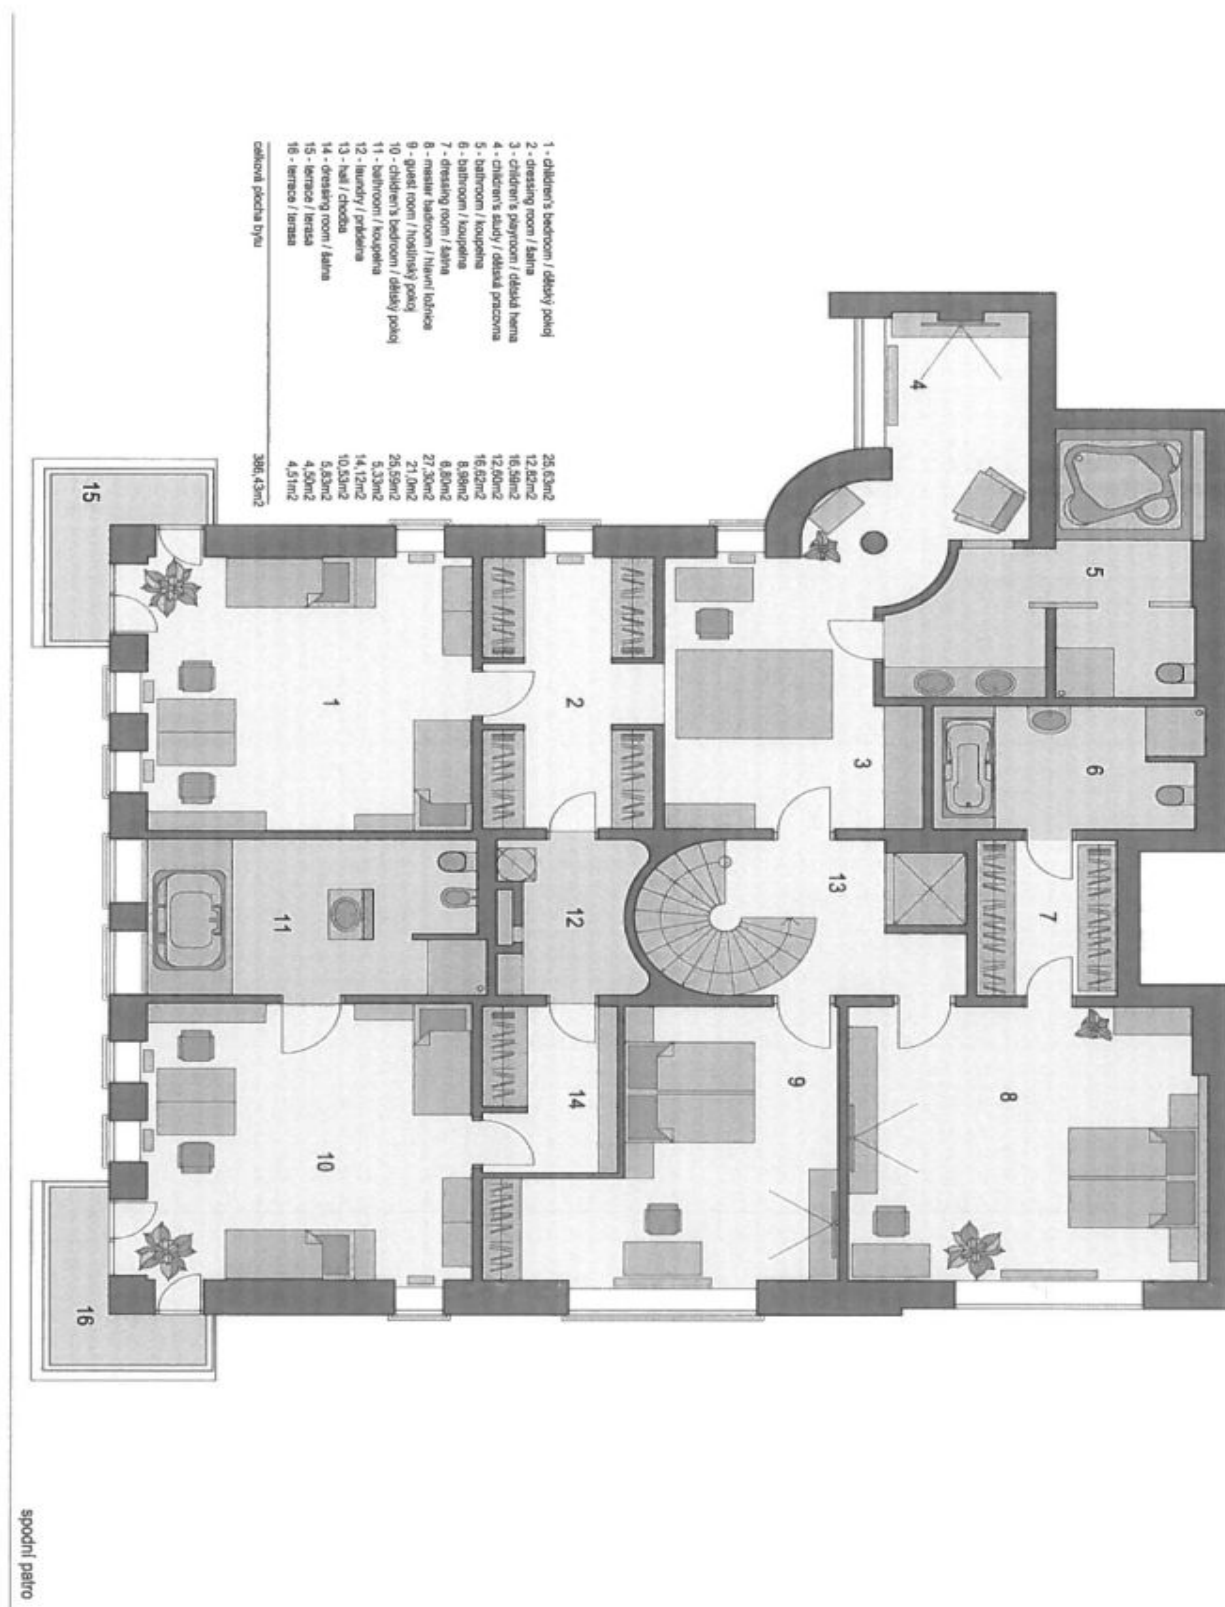 1 - children's bedroom / dětský pokoj 25,63m2
2 - dressing room / šatna 12,82m2
3 - children's playroom / dětská herna 16,59m2
4 - children's study / dětská pracovna 12,60m2
5 - bathroom / koupelna 16,62m2
6 - bathroom / koupelna 8,98m2
7 - dressing room / šatna 6,80m2
8 - master badroom / hlavní ložnice 27,30m2
9 - guest room / hostinský pokoj 21,0m2
10 - children's bedroom / dětský pokoj 25,59m2
11 - bathroom / koupelna 5,33m2
12 - laundry / prádelna 14,12m2
13 - hall / chodba 10,53m2
14 - dressing room / šatna 5,83m2
15 - terrace / terasa 4,50m2
16 - terrace / terasa 4,51m2
celková plocha bytu 386,43m2
4
5
6
7
8
3
13
9
2
12
14
1
11
10
15
16
spodní patro